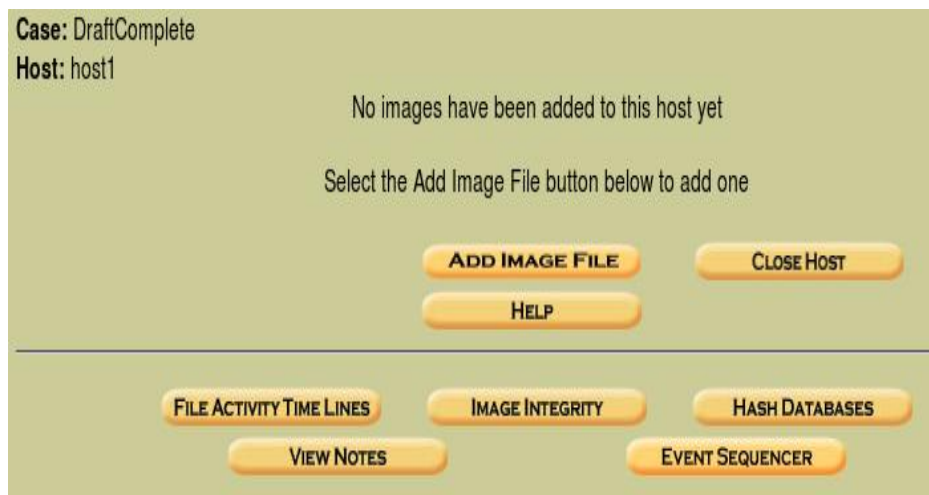 Case: DraftComplete
Host: host1
No images have been added to this host yet
Select the Add Image File button below to add one
ADD IMAGE FILE
CLOSE HOST
HELP
FILE ACTIVITY TIME LINES
IMAGE INTEGRITY
HASH DATABASES
VIEW NOTES
EVENT SEQUENCER